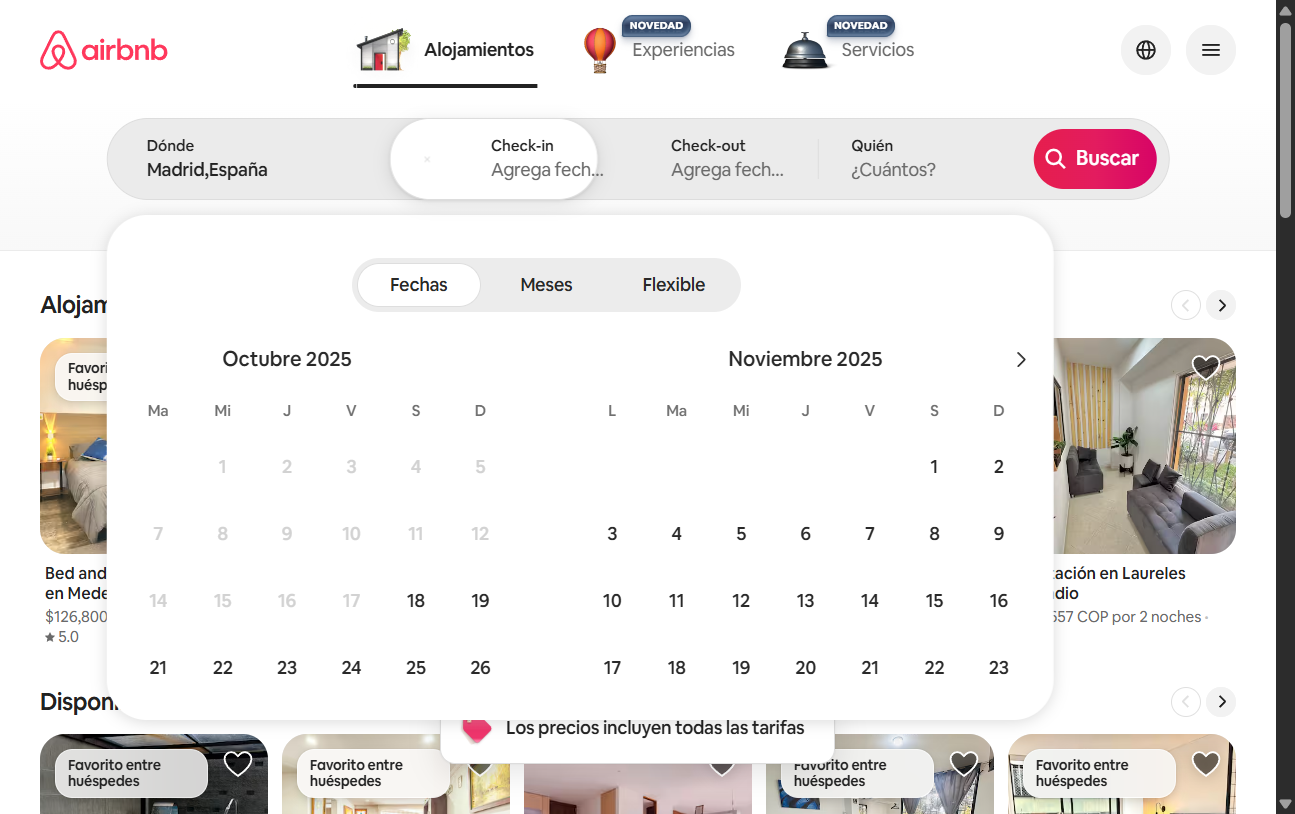 airbnb
Alojamientos
NOVEDAD
Experiencias
NOVEDAD
Servicios
Dónde
Madrid,España
Check-in
Agrega fech...
Check-out
Agrega fech...
Quién
¿Cuántos?
Buscar
Fechas
Meses
Flexible
Alojam
Octubre 2025
Noviembre 2025
Ma Mi J V S D
L Ma Mi J V S D
1 2 3 4 5
1 2
7 8 9 10 11 12
3 4 5 6 7 8 9
14 15 16 17 18 19
10 11 12 13 14 15 16
21 22 23 24 25 26
17 18 19 20 21 22 23
Favori
huésp
Bed and
en Mede
$126,800
5.0
tación en Laureles
dio
557 COP por 2 noches ·
Disponi
Los precios incluyen todas las tarifas
Favorito entre
huéspedes
Favorito entre
huéspedes
Favorito entre
huéspedes
Favorito entre
huéspedes